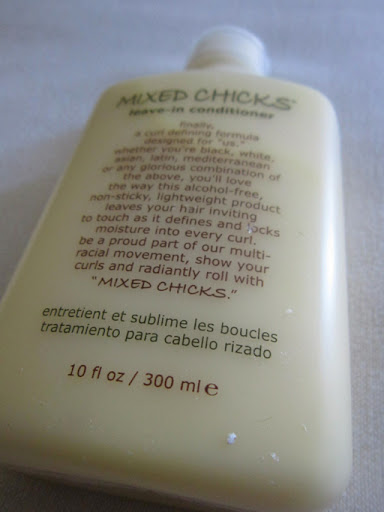 MIXED CHICKS™
leave-in conditioner
finally,
a curl defining formula
designed for "us."
whether you're black, white,
asian, latin, mediterranean
or any glorious combination of
the above, you'll love
the way this alcohol-free,
non-sticky, lightweight product
leaves your hair inviting
to touch as it defines and locks
moisture into every curl.
be a proud part of our multi-
racial movement, show your
curls and radiantly roll with
"MIXED CHICKS."
entretient et sublime les boucles
tratamiento para cabello rizado
10 fl oz / 300 ml ℮